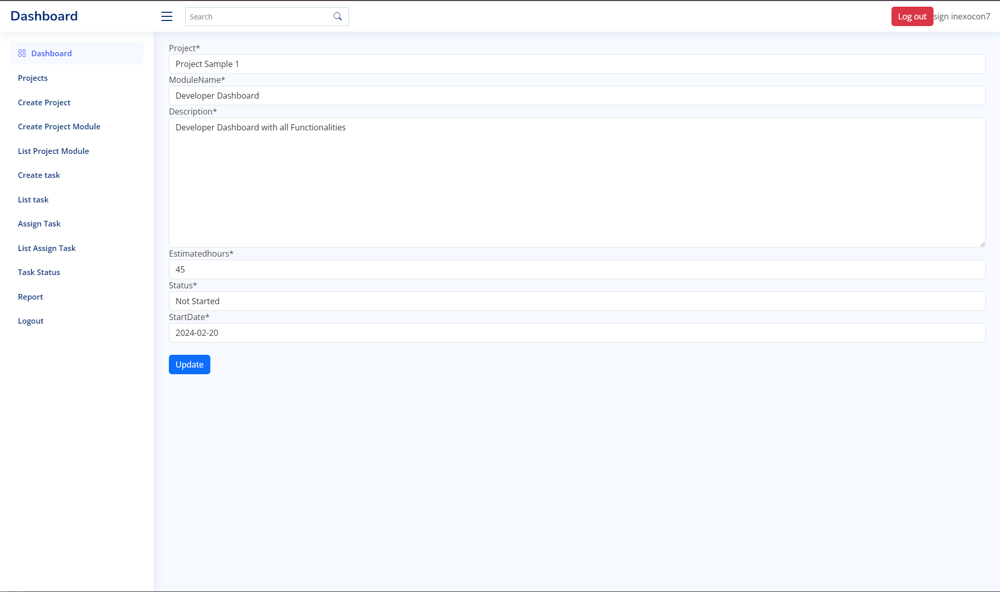 Dashboard
Search
Log out
sign inexocon7
Dashboard
Projects
Create Project
Create Project Module
List Project Module
Create task
List task
Assign Task
List Assign Task
Task Status
Report
Logout
Project*
Project Sample 1
ModuleName*
Developer Dashboard
Description*
Developer Dashboard with all Functionalities
Estimatedhours*
45
Status*
Not Started
StartDate*
2024-02-20
Update